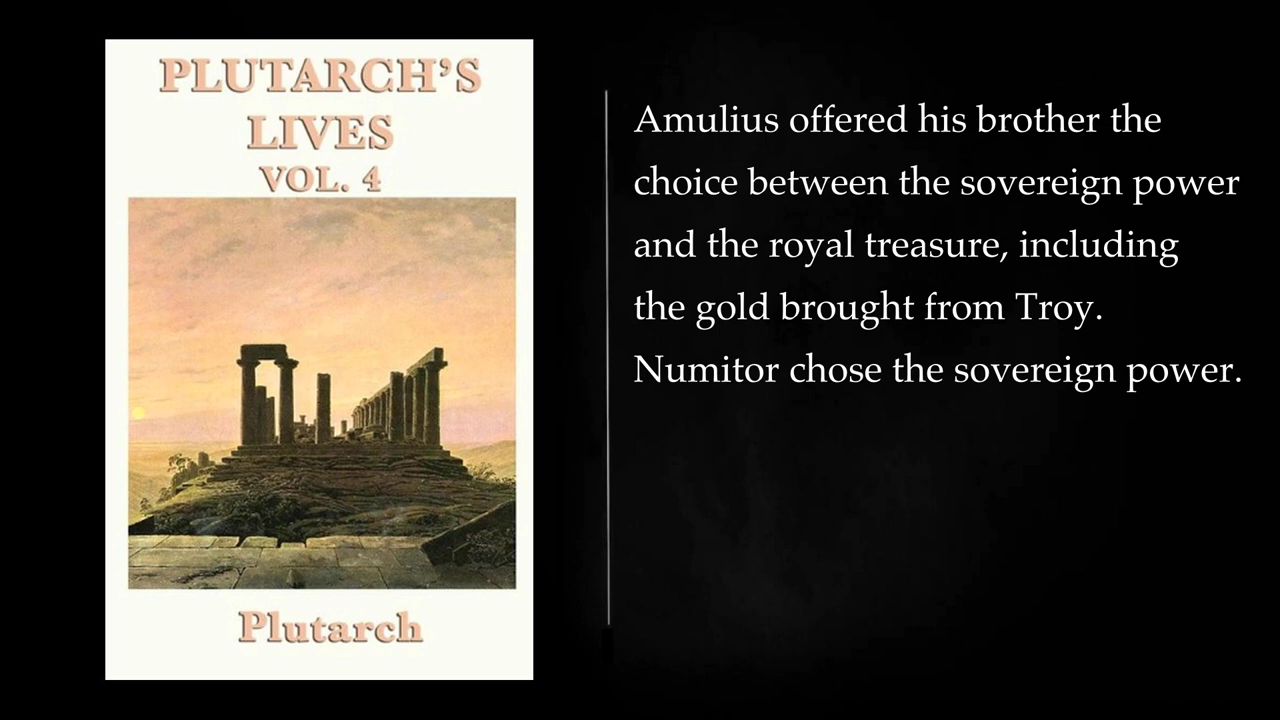 PLUTARCH'S
LIVES
VOL. 4
Plutarch
Amulius offered his brother the
choice between the sovereign power
and the royal treasure, including
the gold brought from Troy.
Numitor chose the sovereign power.